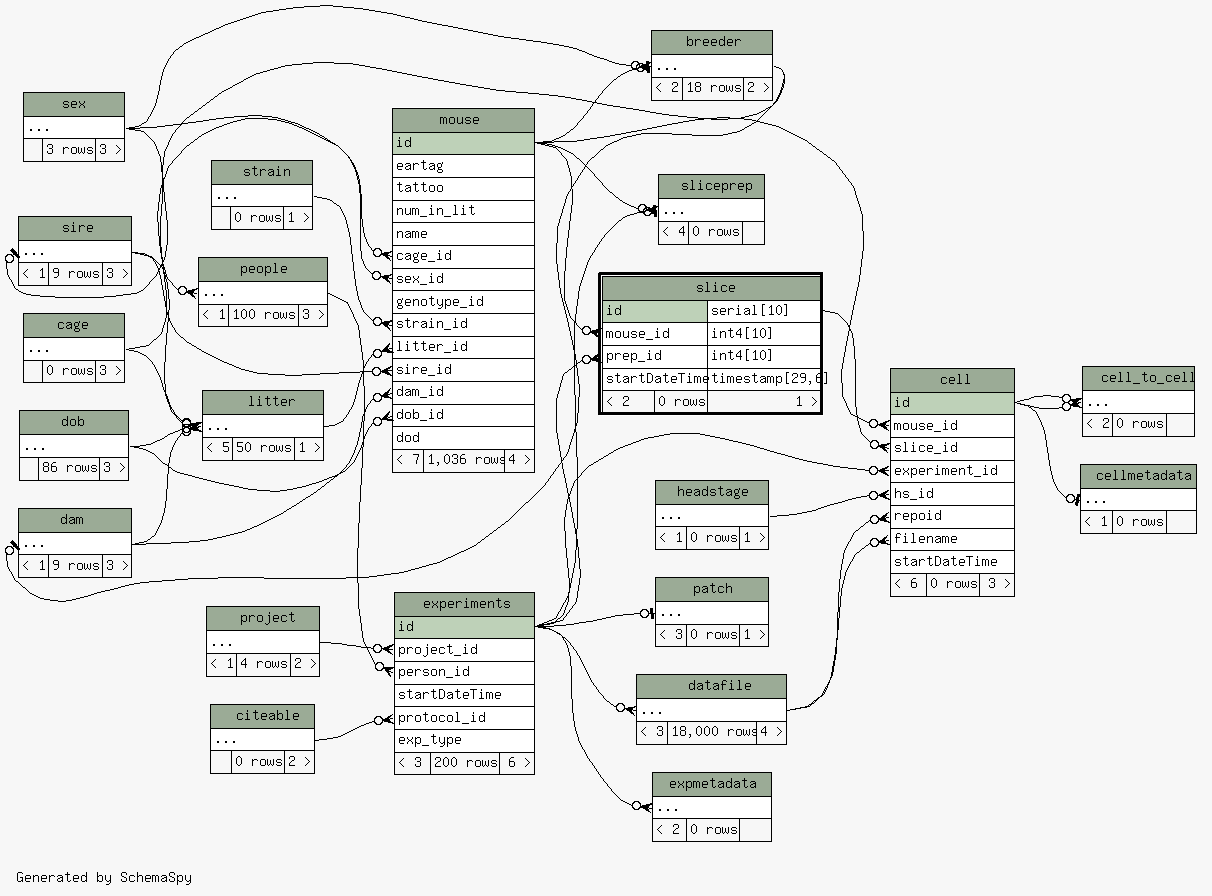 sex
...
3 rows 3 >
sire
...
< 1 9 rows 3 >
cage
...
0 rows 3 >
dob
...
86 rows 3 >
dam
...
< 1 9 rows 3 >
strain
...
0 rows 1 >
people
...
< 1 100 rows 3 >
litter
...
< 5 50 rows 1 >
project
...
< 1 4 rows 2 >
citeable
...
0 rows 2 >
mouse
id
eartag
tattoo
num_in_lit
name
cage_id
sex_id
genotype_id
strain_id
litter_id
sire_id
dam_id
dob_id
dod
< 7 1,036 rows 4 >
experiments
id
project_id
person_id
startDateTime
protocol_id
exp_type
< 3 200 rows 6 >
breeder
...
< 2 18 rows 2 >
sliceprep
...
< 4 0 rows
slice
id serial[10]
mouse_id int4[10]
prep_id int4[10]
startDateTime timestamp[29,6]
< 2 0 rows 1 >
headstage
...
< 1 0 rows 1 >
patch
...
< 3 0 rows 1 >
datafile
...
< 3 18,000 rows 4 >
expmetadata
...
< 2 0 rows
cell
id
mouse_id
slice_id
experiment_id
hs_id
repoid
filename
startDateTime
< 6 0 rows 3 >
cell_to_cell
...
< 2 0 rows
cellmetadata
...
< 1 0 rows
Generated by SchemaSpy